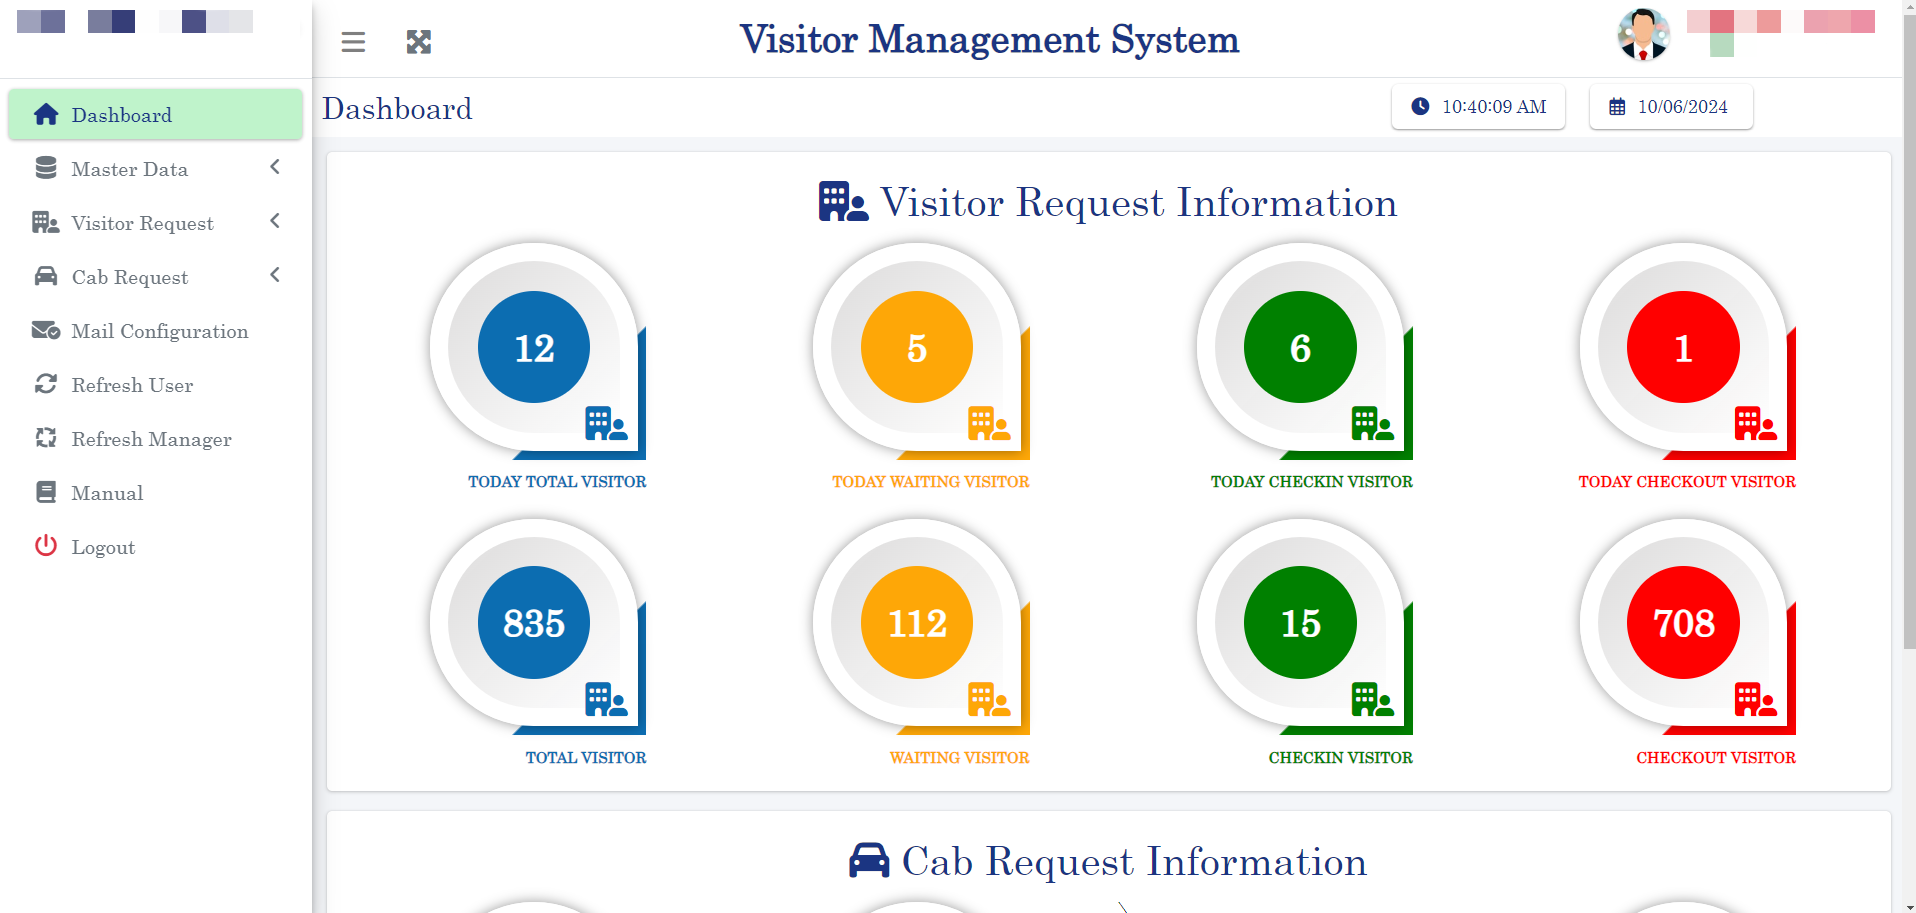 Visitor Management System
Dashboard
Master Data
Visitor Request
Cab Request
Mail Configuration
Refresh User
Refresh Manager
Manual
Logout
Dashboard
10:40:09 AM
10/06/2024
Visitor Request Information
12
5
6
1
TODAY TOTAL VISITOR
TODAY WAITING VISITOR
TODAY CHECKIN VISITOR
TODAY CHECKOUT VISITOR
835
112
15
708
TOTAL VISITOR
WAITING VISITOR
CHECKIN VISITOR
CHECKOUT VISITOR
Cab Request Information